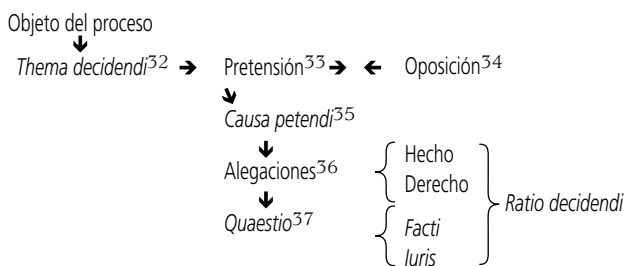 Objeto del proceso
Thema decidendi32 → Pretensión33 → ← Oposición34
Causa petendi35
Alegaciones36 Hecho
Derecho
Ratio decidendi
Quaestio37 Facti
Iuris